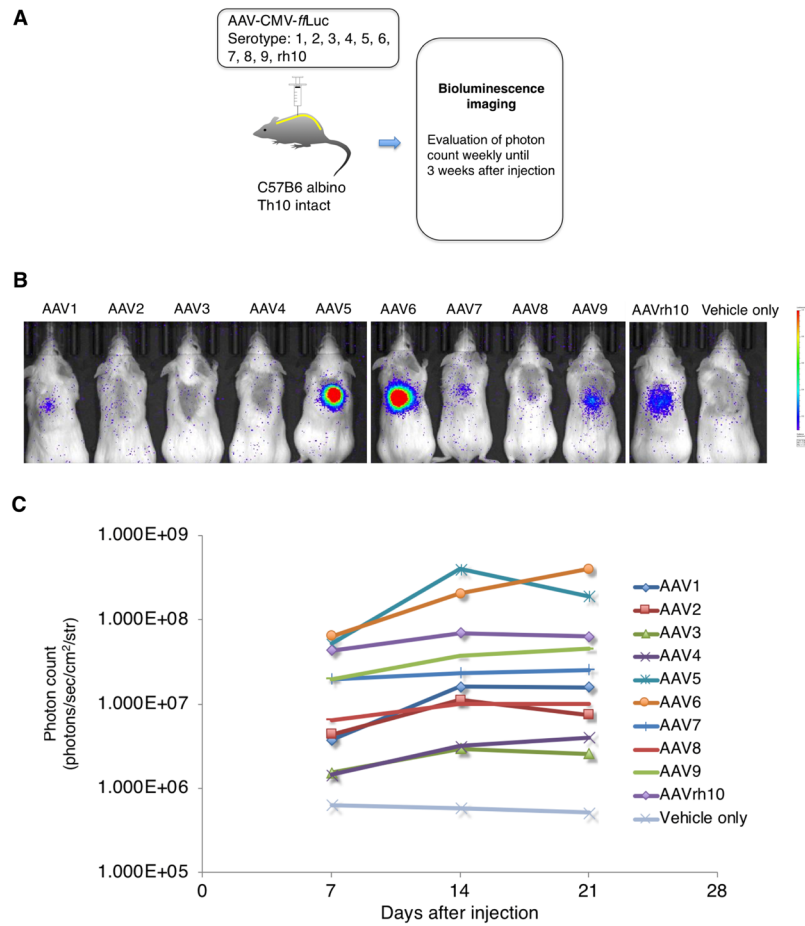 A
AAV-CMV-ffLuc
Serotype: 1, 2, 3, 4, 5, 6,
7, 8, 9, rh10
C57B6 albino
Th10 intact
Bioluminescence
imaging
Evaluation of photon
count weekly until
3 weeks after injection
B
AAV1 AAV2 AAV3 AAV4 AAV5 AAV6 AAV7 AAV8 AAV9 AAVrh10 Vehicle only
C
Photon count
(photons/sec/cm²/str)
1.000E+09
1.000E+08
1.000E+07
1.000E+06
1.000E+05
0 7 14 21 28
Days after injection
AAV1
AAV2
AAV3
AAV4
AAV5
AAV6
AAV7
AAV8
AAV9
AAVrh10
Vehicle only